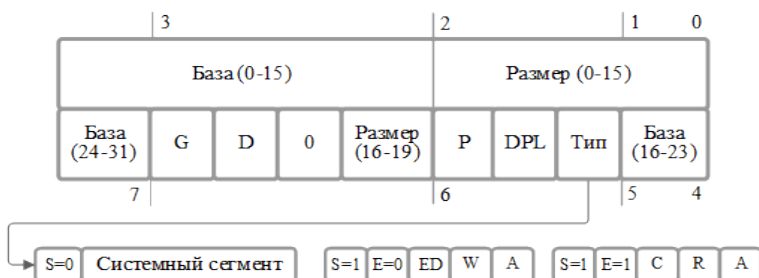 3 2 1 0
База (0-15) Размер (0-15)
База (24-31) G D 0 Размер (16-19) P DPL Тип База (16-23)
7 6 5 4
S=0 Системный сегмент S=1 E=0 ED W A S=1 E=1 C R A